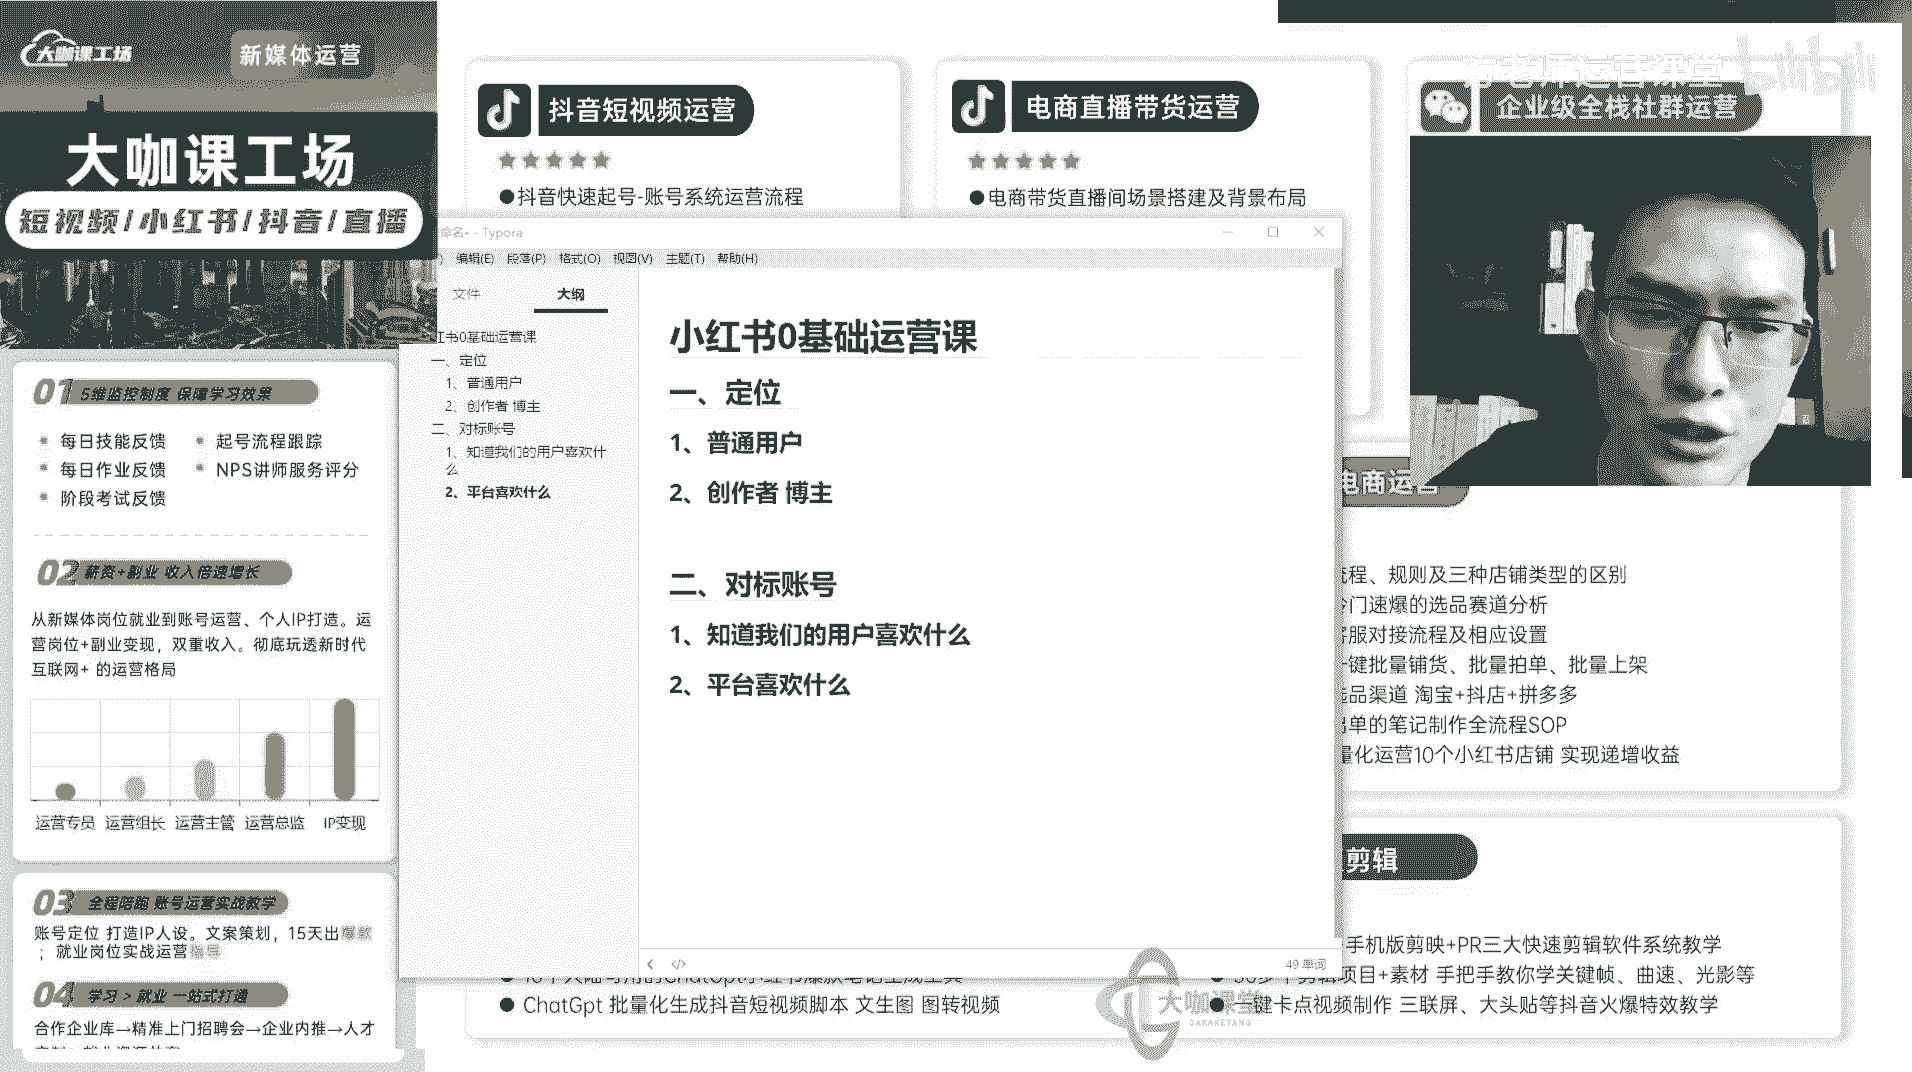 大咖课工场
新媒体运营
大咖课工场
短视频/小红书/抖音/直播
01 5维监控制度 保障学习效果
每日技能反馈
起号流程跟踪
每日作业反馈
NPS讲师服务评分
阶段考试反馈
02 薪资+副业 收入倍速增长
从新媒体岗位就业到账号运营、个人IP打造。运
营岗位+副业变现，双重收入。彻底玩透新时代
互联网+ 的运营格局
运营专员 运营组长 运营主管 运营总监 IP变现
03 全程陪跑 账号运营实战教学
账号定位 打造IP人设。文案策划，15天出爆款
；就业岗位实战运营指导
04 学习 > 就业 一站式打通
合作企业库→精准上门招聘会→企业内推→人才
抖音短视频运营
●抖音快速起号-账号系统运营流程
电商直播带货运营
●电商带货直播间场景搭建及背景布局
老师运营课堂
bilibili
企业级全栈社群运营
命名• - Typora
编辑(E) 段落(P) 格式(O) 视图(V) 主题(T) 帮助(H)
文件
大纲
红书0基础运营课
一、定位
1、普通用户
2、创作者 博主
二、对标账号
1、知道我们的用户喜欢什
么
2、平台喜欢什么
小红书0基础运营课
一、定位
1、普通用户
2、创作者 博主
二、对标账号
1、知道我们的用户喜欢什么
2、平台喜欢什么
49 单词
电商运营
流程、规则及三种店铺类型的区别
冷门速爆的选品赛道分析
客服对接流程及相应设置
一键批量铺货、批量拍单、批量上架
选品渠道 淘宝+抖店+拼多多
出单的笔记制作全流程SOP
量化运营10个小红书店铺 实现递增收益
剪辑
手机版剪映+PR三大快速剪辑软件系统教学
项目+素材 手把手教你学关键帧、曲速、光影等
●一键卡点视频制作 三联屏、大头贴等抖音火爆特效教学
● ChatGpt 批量化生成抖音短视频脚本 文生图 图转视频
大咖课堂
DAKAKETANG